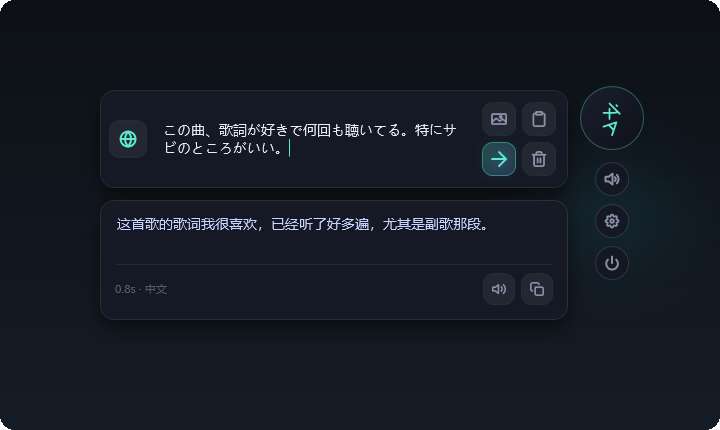 この曲、歌詞が好きで何回も聴いてる。特にサ
ビのところがいい。
这首歌的歌词我很喜欢，已经听了好多遍，尤其是副歌那段。
0.8s · 中文